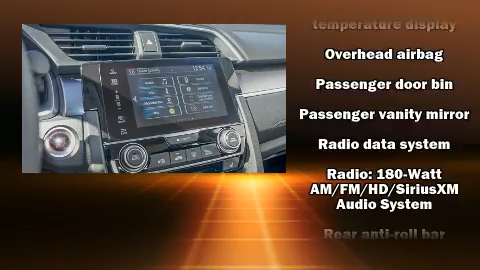 temperature display
Overhead airbag
Passenger door bin
Passenger vanity mirror
Radio data system
Radio: 180-Watt
AM/FM/HD/SiriusXM
Audio System
Rear anti-roll bar